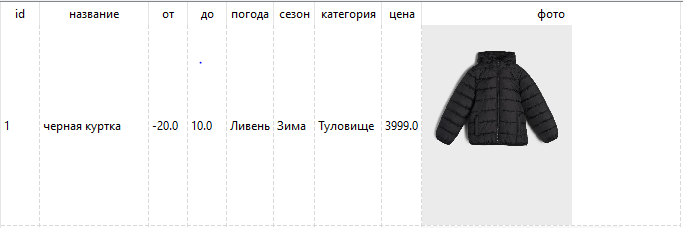 id название от до погода сезон категория цена фото
1 черная куртка -20.0 10.0 Ливень Зима Туловище 3999.0